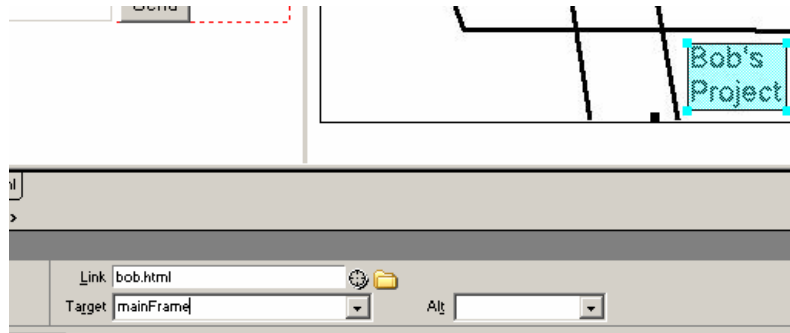 Send
Bob's
Project
>
Link bob.html
Target mainFrame Alt